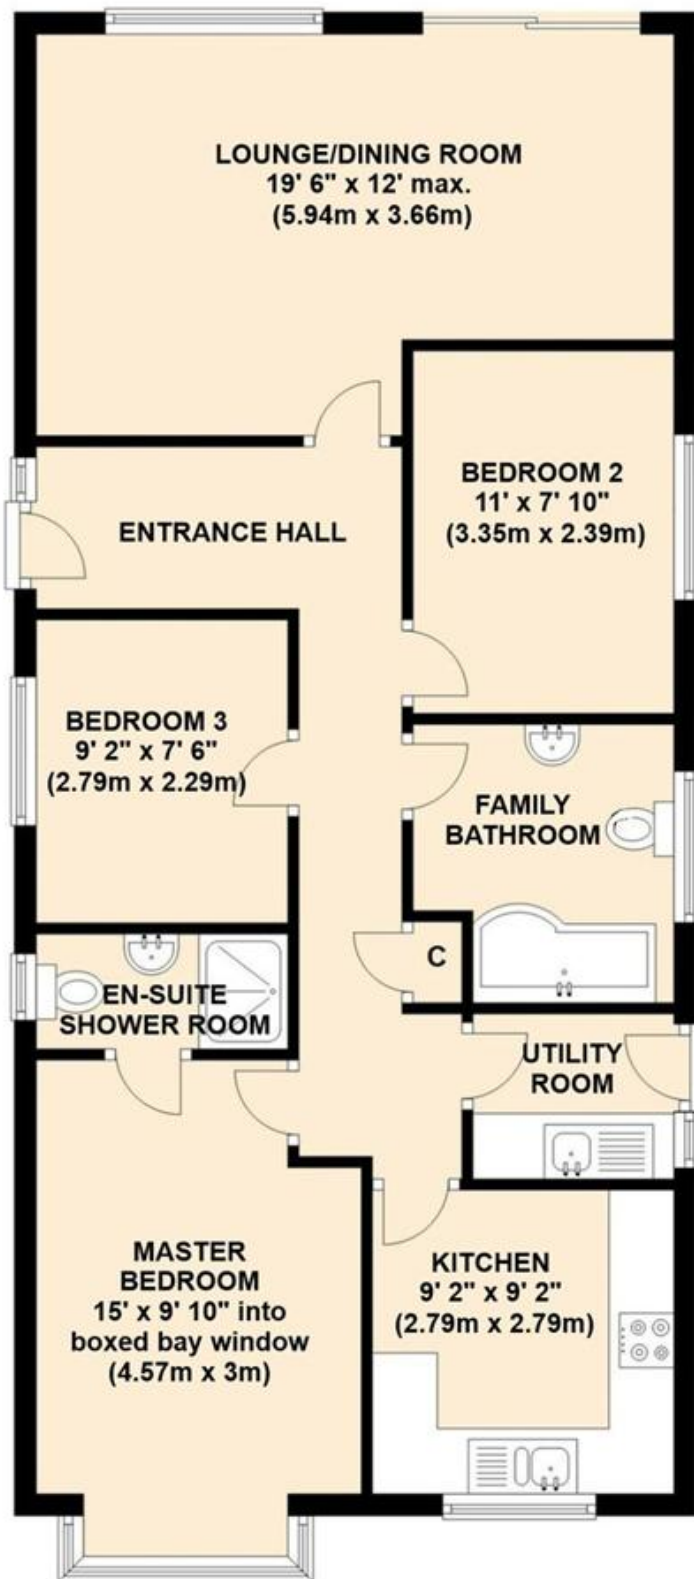 LOUNGE/DINING ROOM
19' 6" x 12' max.
(5.94m x 3.66m)
BEDROOM 2
11' x 7' 10"
(3.35m x 2.39m)
ENTRANCE HALL
BEDROOM 3
9' 2" x 7' 6"
(2.79m x 2.29m)
FAMILY
BATHROOM
C
EN-SUITE
SHOWER ROOM
UTILITY
ROOM
MASTER
BEDROOM
15' x 9' 10" into
boxed bay window
(4.57m x 3m)
KITCHEN
9' 2" x 9' 2"
(2.79m x 2.79m)